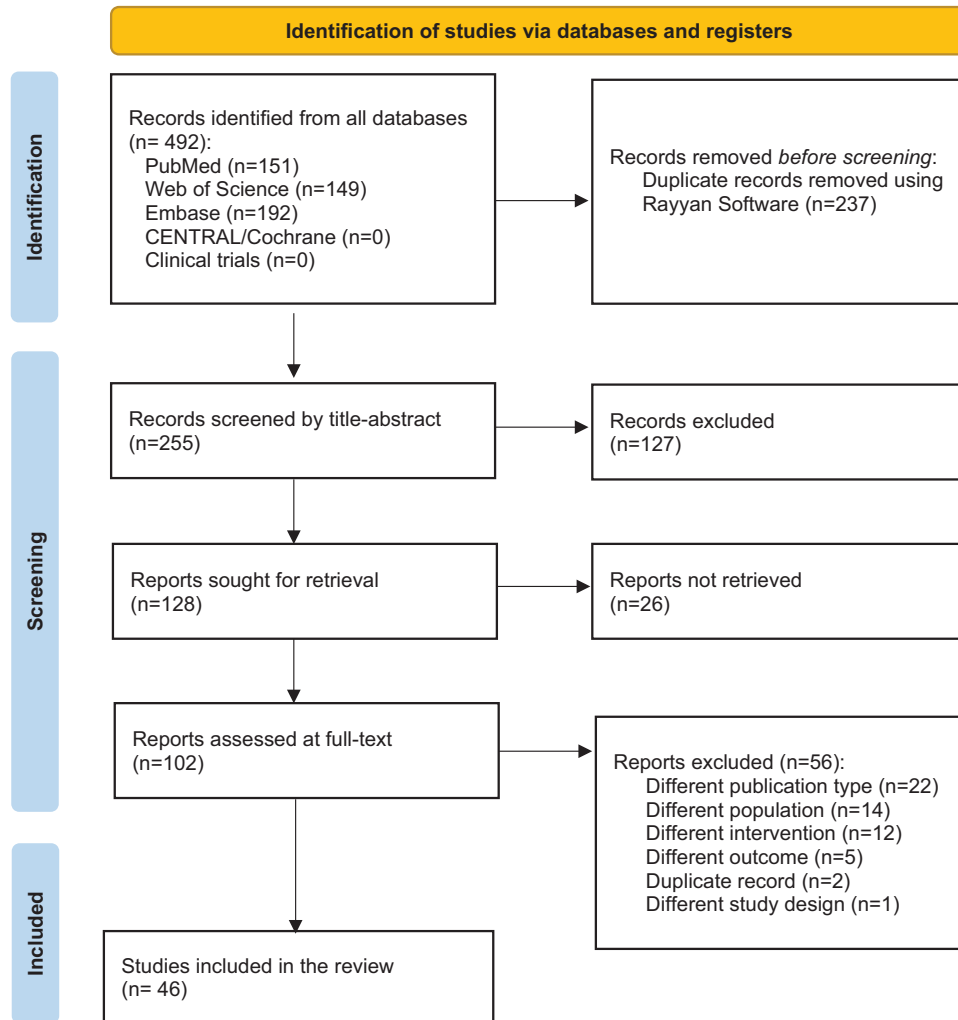 Identification of studies via databases and registers
Identification
Records identified from all databases
(n= 492):
PubMed (n=151)
Web of Science (n=149)
Embase (n=192)
CENTRAL/Cochrane (n=0)
Clinical trials (n=0)
Records removed before screening:
Duplicate records removed using
Rayyan Software (n=237)
Screening
Records screened by title-abstract
(n=255)
Records excluded
(n=127)
Reports sought for retrieval
(n=128)
Reports not retrieved
(n=26)
Reports assessed at full-text
(n=102)
Reports excluded (n=56):
Different publication type (n=22)
Different population (n=14)
Different intervention (n=12)
Different outcome (n=5)
Duplicate record (n=2)
Different study design (n=1)
Included
Studies included in the review
(n= 46)